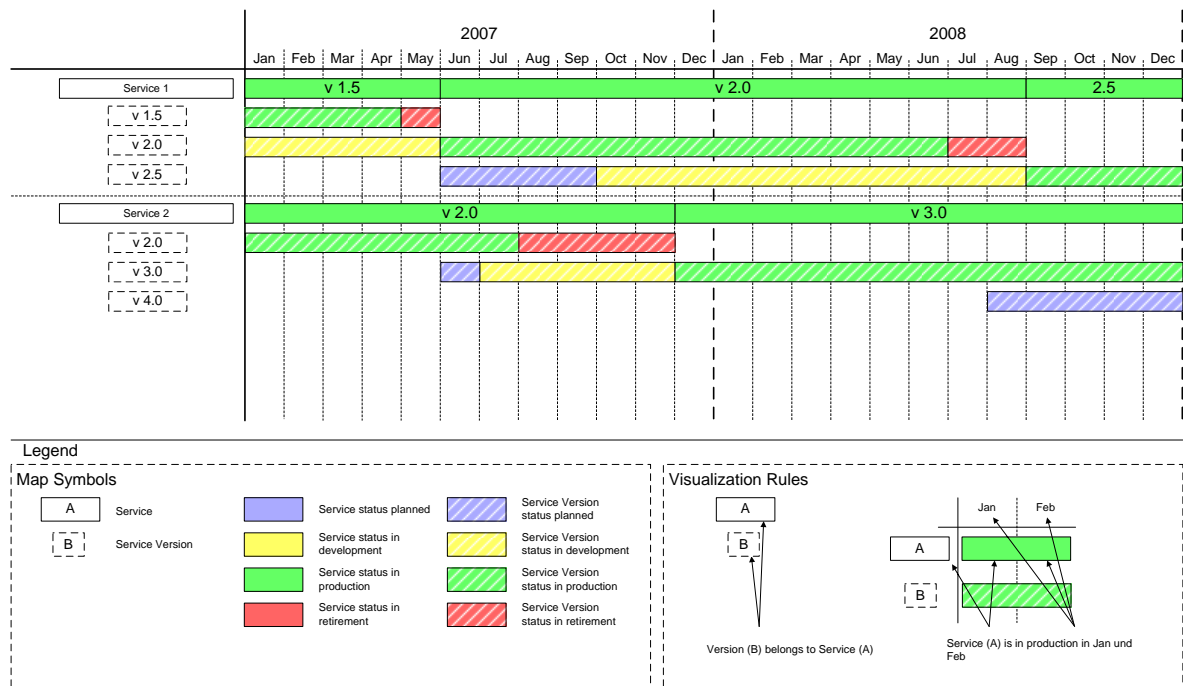 2007 2008
Jan Feb Mar Apr May Jun Jul Aug Sep Oct Nov Dec Jan Feb Mar Apr May Jun Jul Aug Sep Oct Nov Dec
Service 1 v 1.5 v 2.0 2.5
v 1.5
v 2.0
v 2.5
Service 2 v 2.0 v 3.0
v 2.0
v 3.0
v 4.0
Legend
Map Symbols
A Service
B Service Version
Service status planned
Service status in
development
Service status in
production
Service status in
retirement
Service Version
status planned
Service Version
status in development
Service Version
status in production
Service Version
status in retirement
Visualization Rules
A
B
Version (B) belongs to Service (A)
Jan Feb
A
B
Service (A) is in production in Jan und
Feb